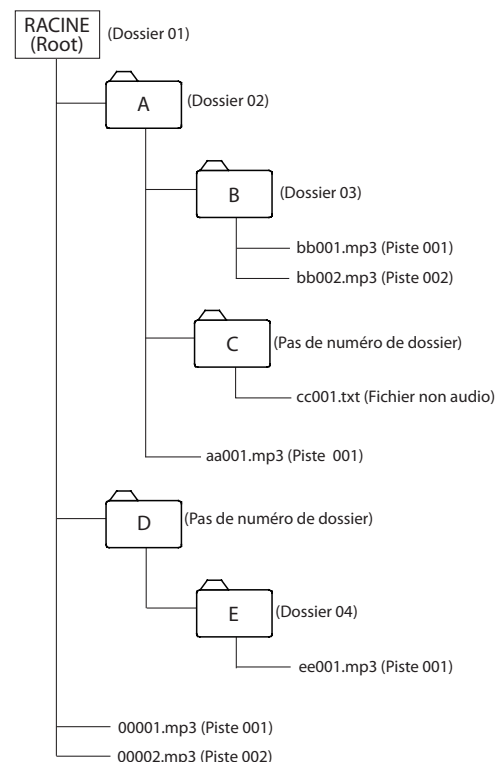 RACINE
(Root)
(Dossier 01)
A
(Dossier 02)
B
(Dossier 03)
bb001.mp3 (Piste 001)
bb002.mp3 (Piste 002)
C
(Pas de numéro de dossier)
cc001.txt (Fichier non audio)
aa001.mp3 (Piste 001)
D
(Pas de numéro de dossier)
E
(Dossier 04)
ee001.mp3 (Piste 001)
00001.mp3 (Piste 001)
00002.mp3 (Piste 002)